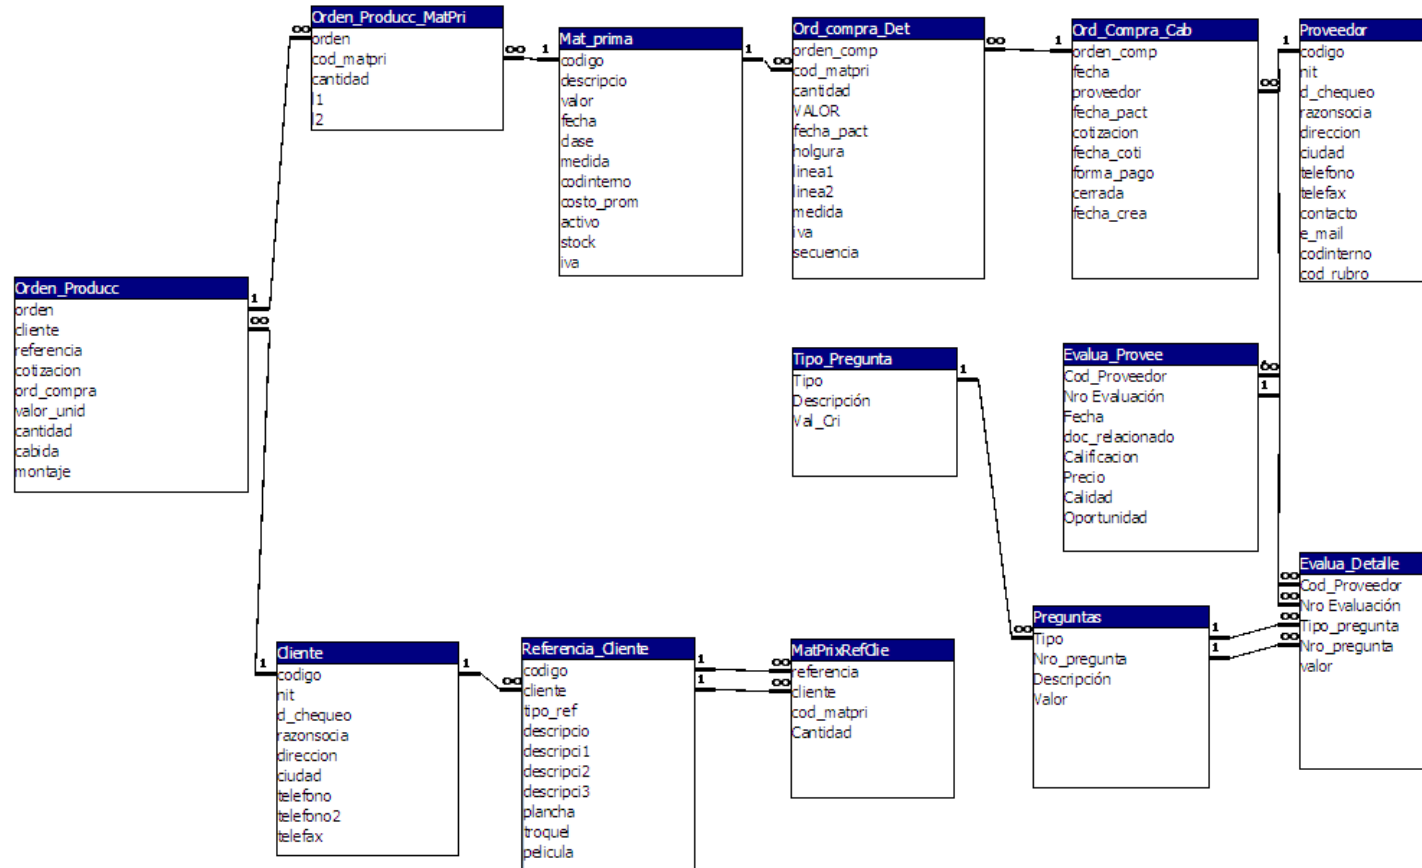 Orden_Producc_MatPri
orden
cod_matpri
cantidad
l1
l2
Mat_prima
codigo
descripcio
valor
fecha
clase
medida
codinterno
costo_prom
activo
stock
iva
Ord_compra_Det
orden_comp
cod_matpri
cantidad
VALOR
fecha_pact
holgura
linea1
linea2
medida
iva
secuencia
Ord_Compra_Cab
orden_comp
fecha
proveedor
fecha_pact
cotizacion
fecha_coti
forma_pago
cerrada
fecha_crea
Proveedor
codigo
nit
d_chequeo
razonsocia
direccion
ciudad
telefono
telefax
contacto
e_mail
codinterno
cod_rubro
Orden_Producc
orden
cliente
referencia
cotizacion
ord_compra
valor_unid
cantidad
cabida
montaje
Tipo_Pregunta
Tipo
Descripción
Val_Cri
Evalua_Provee
Cod_Proveedor
Nro Evaluación
Fecha
doc_relacionado
Calificacion
Precio
Calidad
Oportunidad
Evalua_Detalle
Cod_Proveedor
Nro Evaluación
Tipo_pregunta
Nro_pregunta
valor
Preguntas
Tipo
Nro_pregunta
Descripción
Valor
Cliente
codigo
nit
d_chequeo
razonsocia
direccion
ciudad
telefono
telefono2
telefax
Referencia_Cliente
codigo
cliente
tipo_ref
descripcio
descripci1
descripci2
descripci3
plancha
troquel
pelicula
MatPrixRefClie
referencia
cliente
cod_matpri
Cantidad